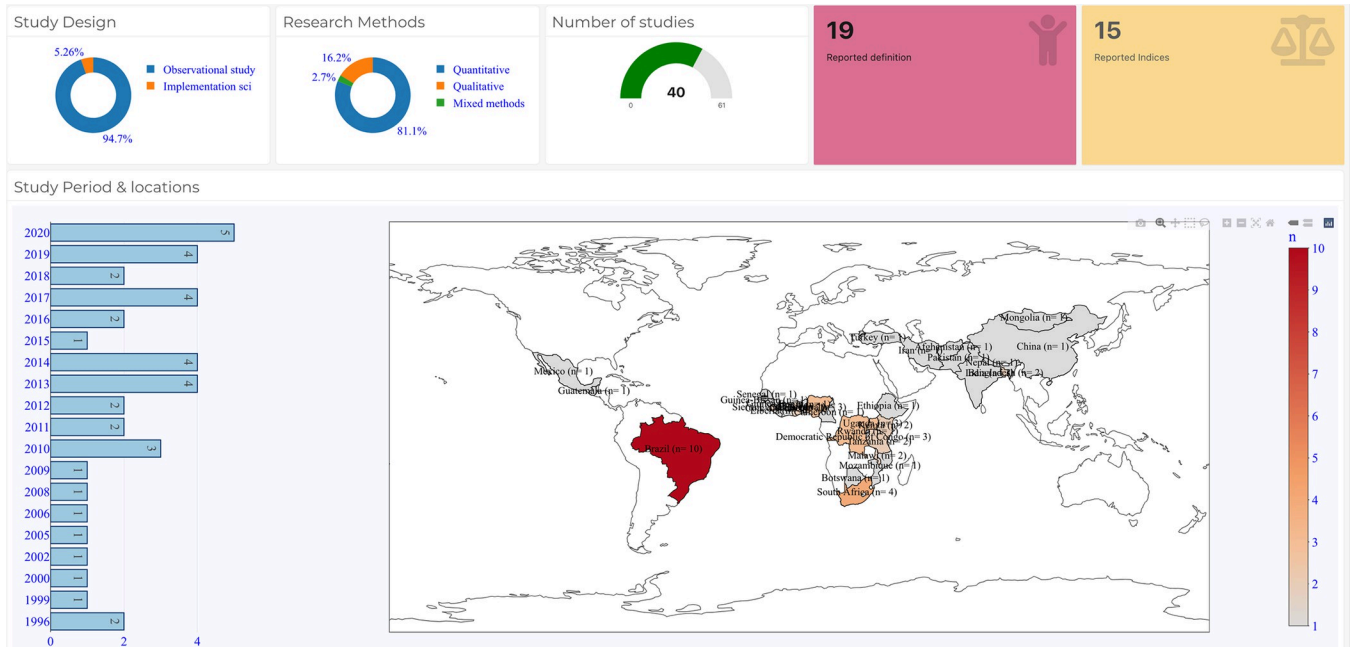 Study Design
5.26%
94.7%
Observational study
Implementation sci
Research Methods
16.2%
2.7%
81.1%
Quantitative
Qualitative
Mixed methods
Number of studies
40
0
61
19
Reported definition
15
Reported Indices
Study Period & locations
2020
5
2019
4
2018
2
2017
4
2016
2
2015
1
2014
4
2013
4
2012
2
2011
2
2010
3
2009
1
2008
1
2006
1
2005
1
2002
1
2000
1
1999
1
1996
2
0
2
4
Mongolia (n= 1)
Turkey (n= 1)
Afghanistan (n= 1)
China (n= 1)
Iran
Pakistan (n= 1)
Nepal (n= 1)
(n= 2)
Mexico (n= 1)
Guatemala (n= 1)
Senegal (n= 1)
Ethiopia (n= 1)
Brazil (n= 10)
Democratic Republic of Congo (n= 3)
Tanzania (n= 2)
Malawi (n= 2)
Mozambique (n= 1)
Botswana (n= 1)
South Africa (n= 4)
n
10
9
8
7
6
5
4
3
2
1